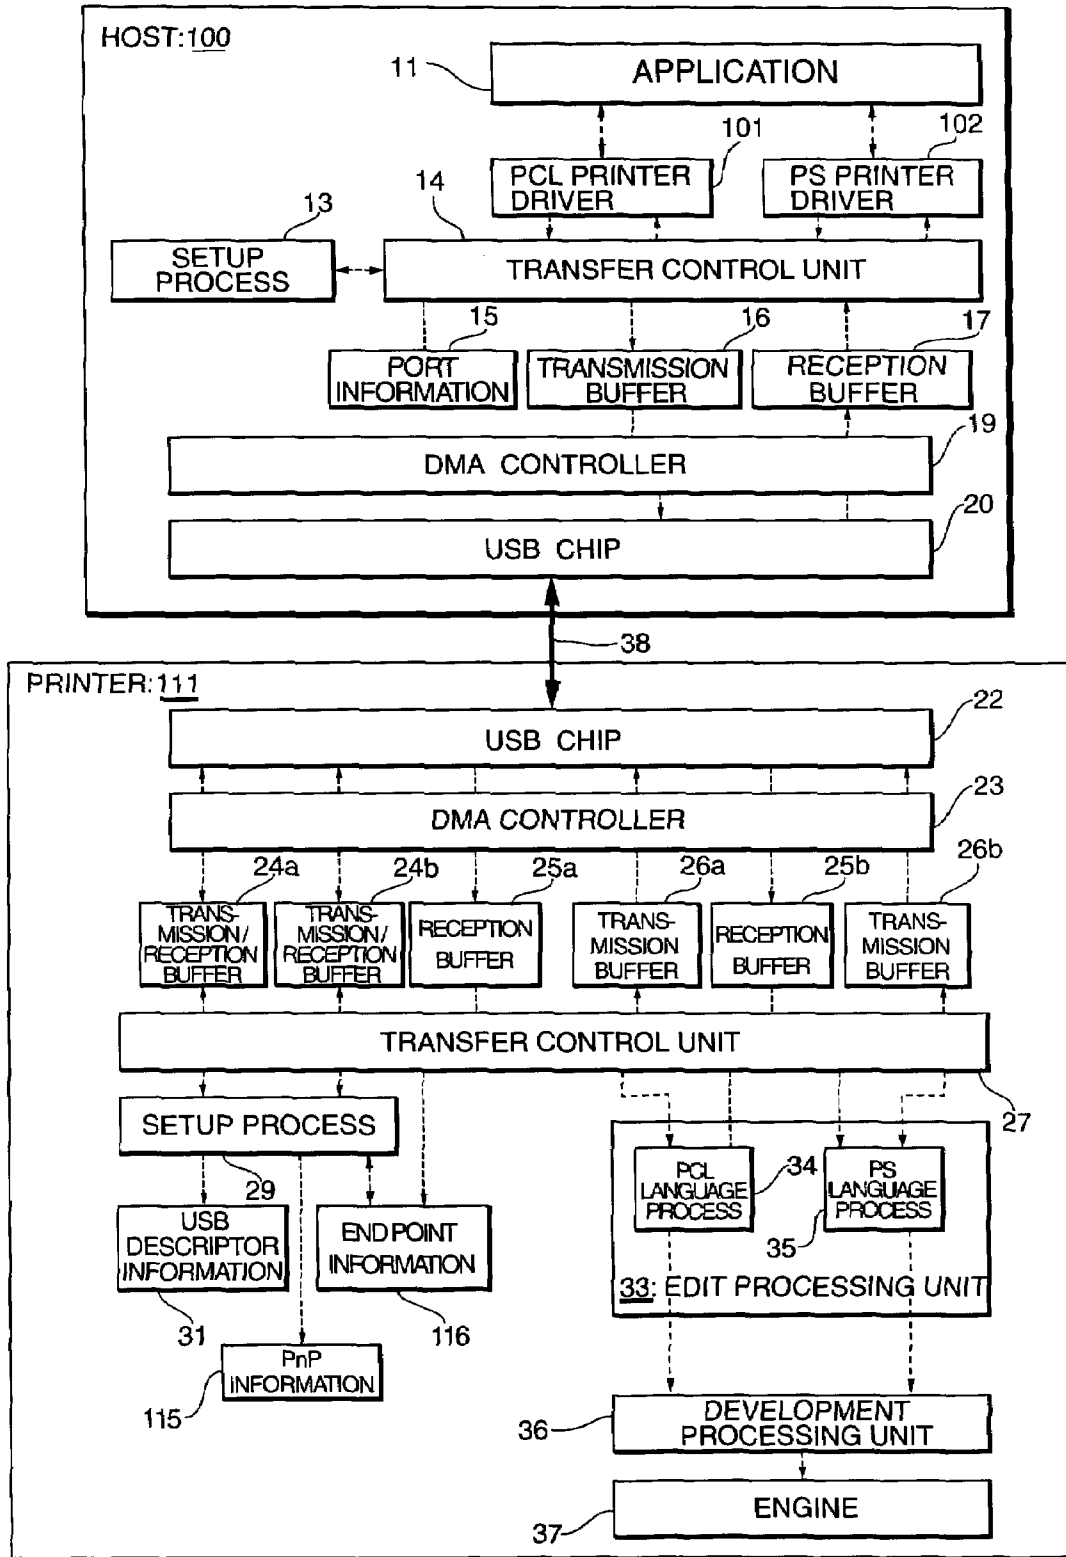 HOST:100
APPLICATION
11
101
102
PCL PRINTER
DRIVER
PS PRINTER
DRIVER
13
14
SETUP
PROCESS
TRANSFER CONTROL UNIT
15
16
17
PORT
INFORMATION
TRANSMISSION
BUFFER
RECEPTION
BUFFER
19
DMA CONTROLLER
20
USB CHIP
38
PRINTER:111
22
USB CHIP
23
DMA CONTROLLER
24a
24b
25a
26a
25b
26b
TRANS-
MISSION/
RECEPTION
BUFFER
TRANS-
MISSION/
RECEPTION
BUFFER
RECEPTION
BUFFER
TRANS-
MISSION
BUFFER
RECEPTION
BUFFER
TRANS-
MISSION
BUFFER
TRANSFER CONTROL UNIT
27
SETUP PROCESS
29
PCL
LANGUAGE
PROCESS
34
PS
LANGUAGE
PROCESS
35
USB
DESCRIPTOR
INFORMATION
END POINT
INFORMATION
33: EDIT PROCESSING UNIT
31
116
PnP
INFORMATION
115
36
DEVELOPMENT
PROCESSING UNIT
37
ENGINE